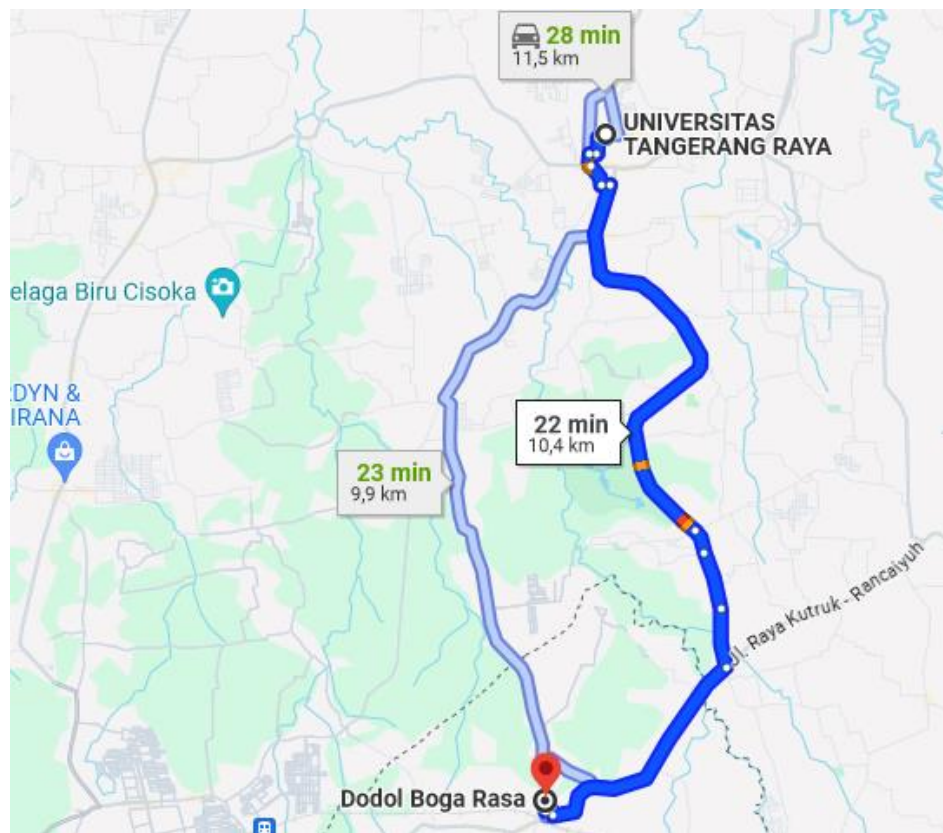 28 min
11,5 km
UNIVERSITAS
TANGERANG RAYA
elaga Biru Cisoka
RDYN &
IRANA
22 min
10,4 km
23 min
9,9 km
Jl. Raya Kutruk - Rancaiyuh
Dodol Boga Rasa